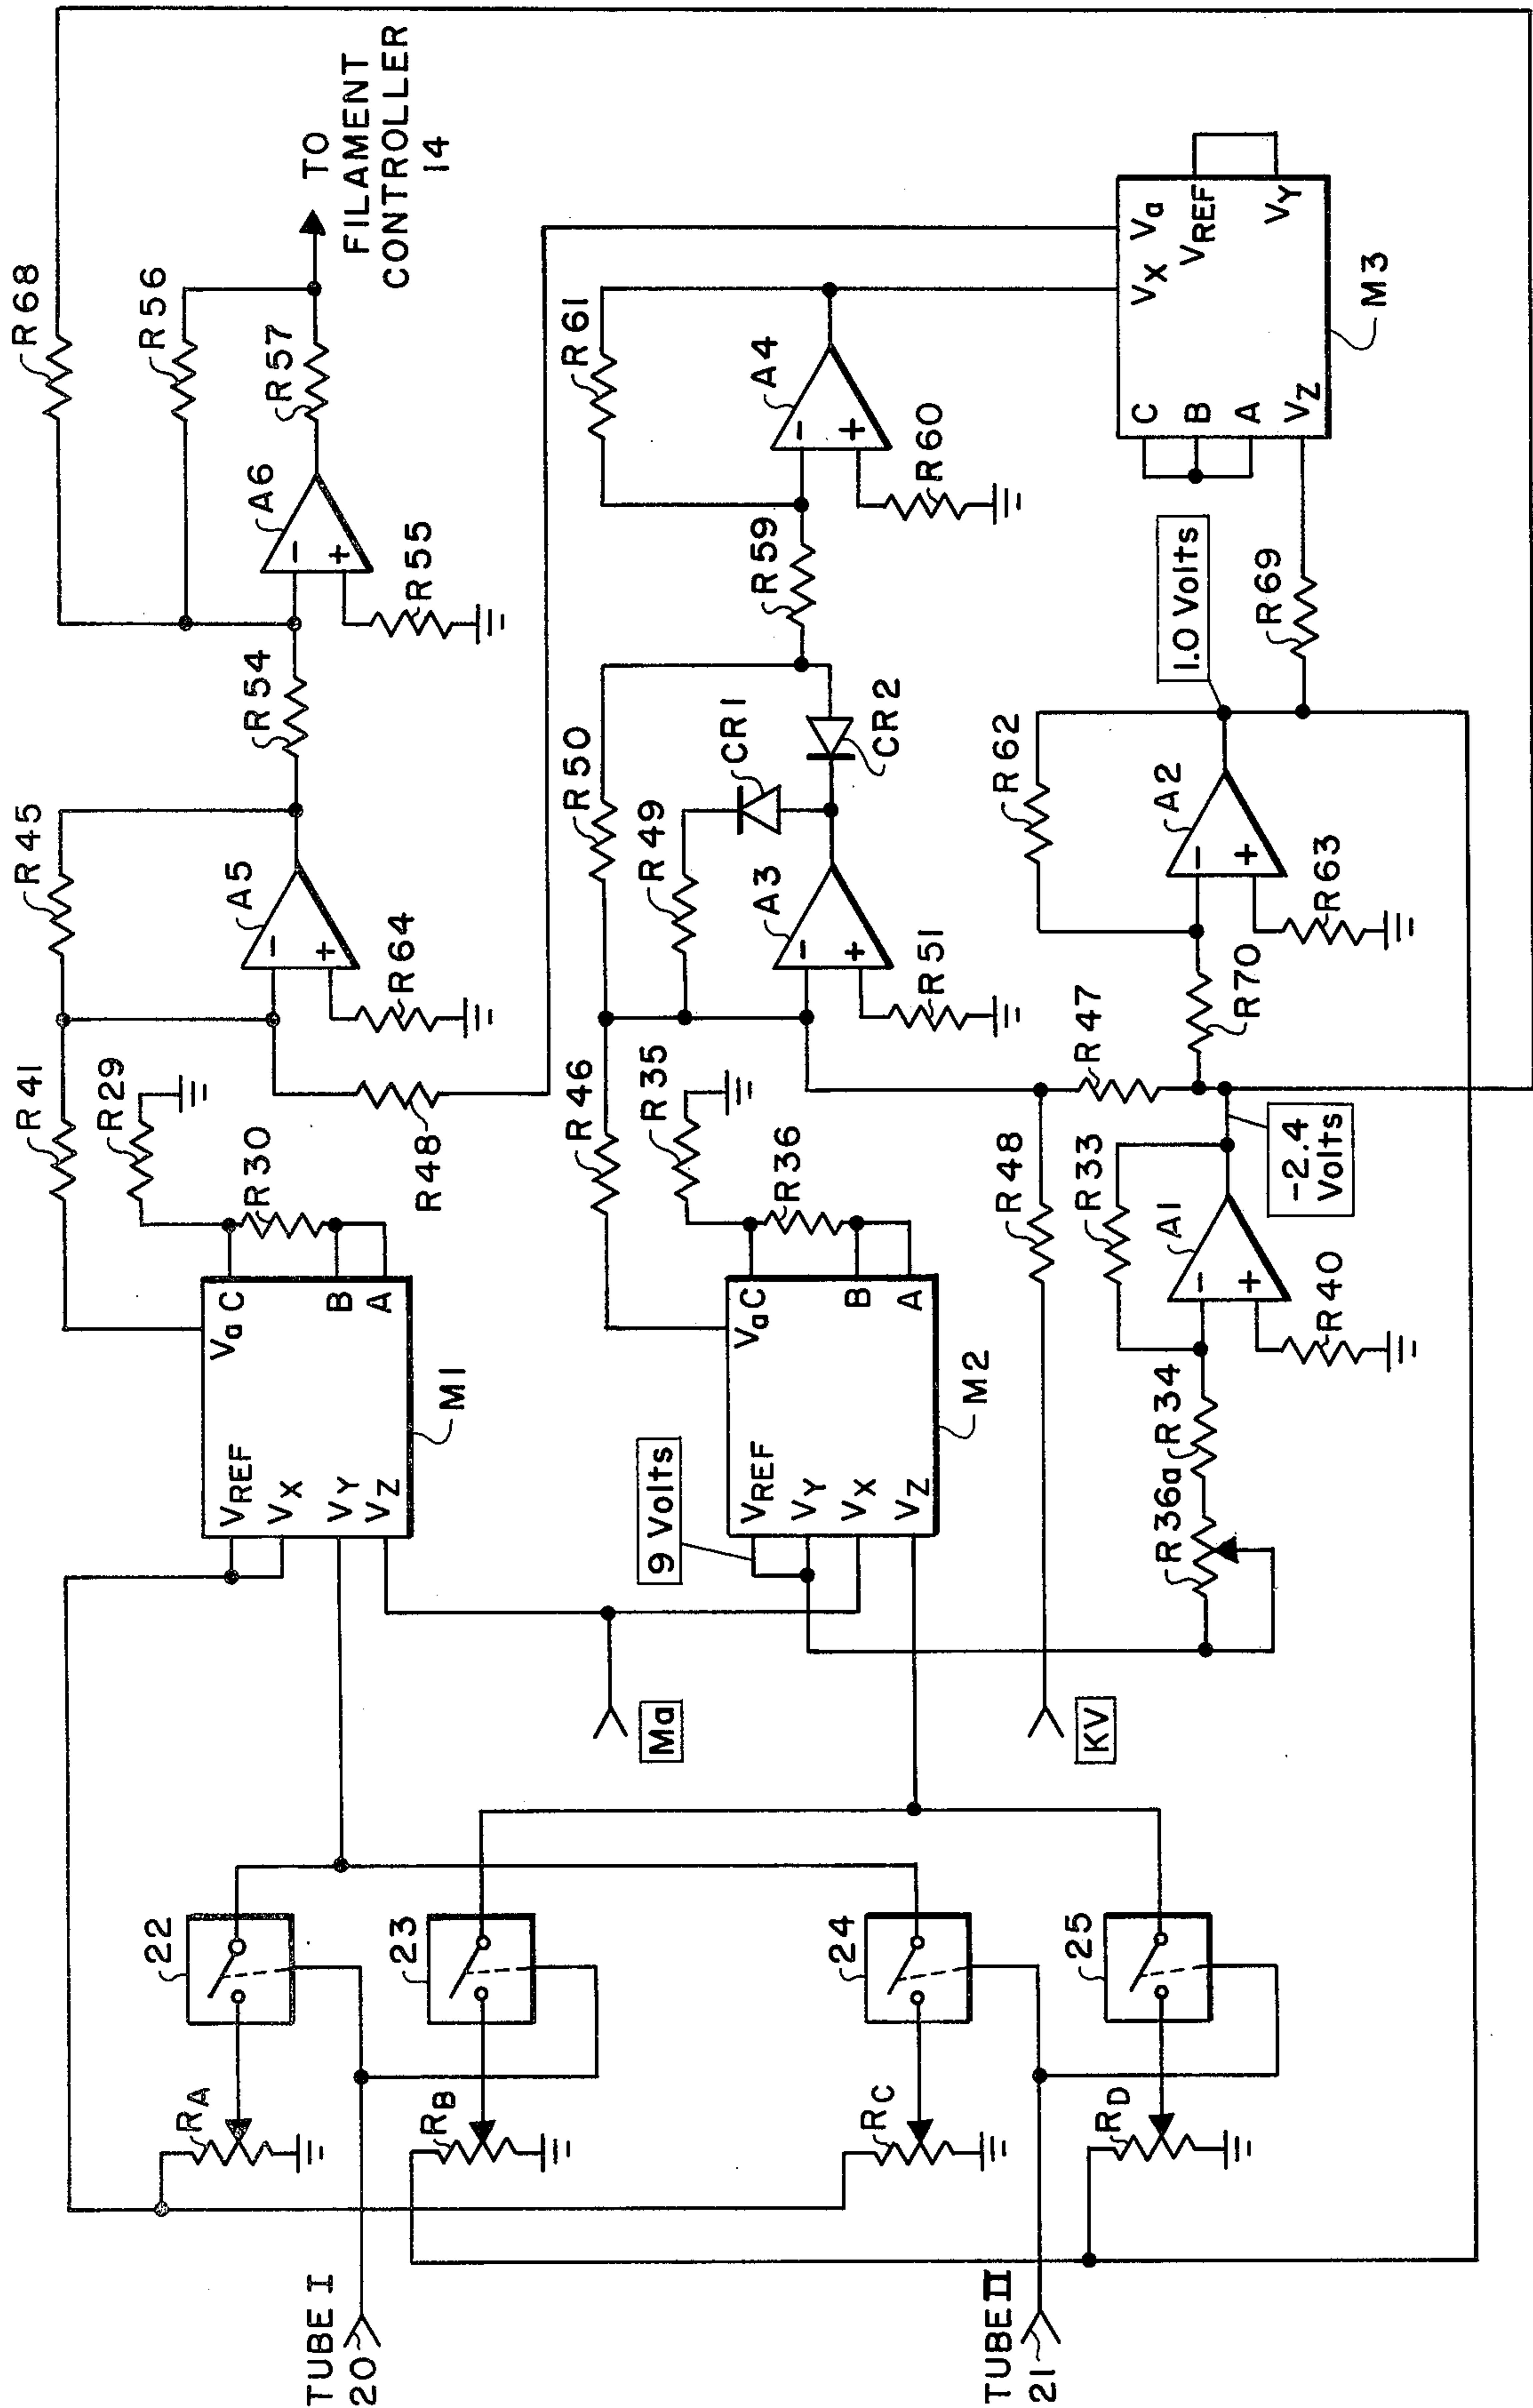 R68
R56
R57
TO
FILAMENT
CONTROLLER
14
A6
R55
R54
R45
A5
R64
R41
R29
R30
R48
Va
C
B
A
VREF
VX
VY
VZ
M1
R61
A4
R60
R59
R50
R49
CR1
CR2
A3
R51
R46
R35
R36
Va
C
B
A
VREF
VY
VX
VZ
M2
9 Volts
Ma
VX
Va
VREF
VY
C
B
A
VZ
M3
1.0 Volts
R69
R62
A2
R63
R70
R47
R48
R33
A1
-2.4
Volts
R40
R34
R36a
KV
22
23
24
25
RA
RB
RC
RD
TUBE I
20
TUBE II
21
-
+
-
+
-
+
-
+
-
+
-
+